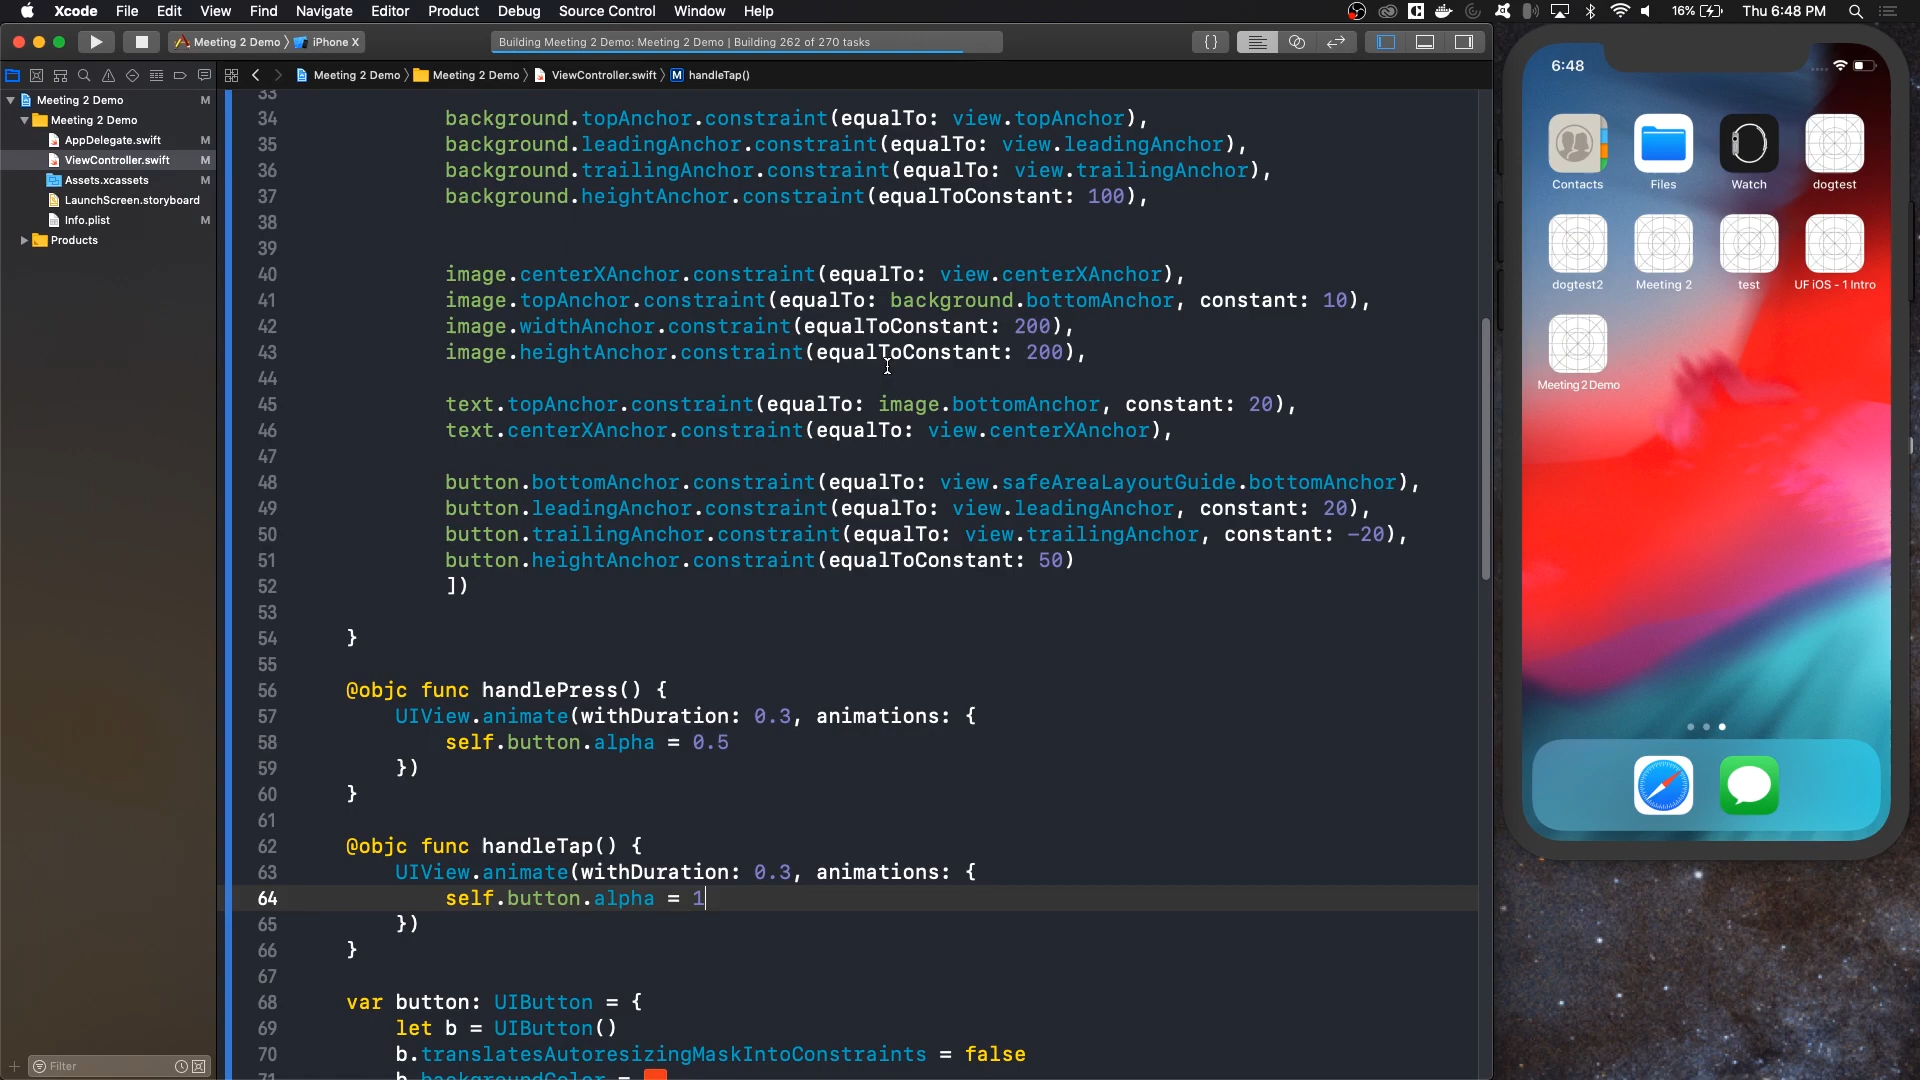 Xcode File Edit View Find Navigate Editor Product Debug Source Control Window Help
16% Thu 6:48 PM
Meeting 2 Demo iPhone X
Building Meeting 2 Demo: Meeting 2 Demo | Building 262 of 270 tasks
Meeting 2 Demo Meeting 2 Demo ViewController.swift M handleTap()
Meeting 2 Demo M
Meeting 2 Demo
AppDelegate.swift M
ViewController.swift M
Assets.xcassets M
LaunchScreen.storyboard
Info.plist M
Products
Filter
33
34 background.topAnchor.constraint(equalTo: view.topAnchor),
35 background.leadingAnchor.constraint(equalTo: view.leadingAnchor),
36 background.trailingAnchor.constraint(equalTo: view.trailingAnchor),
37 background.heightAnchor.constraint(equalToConstant: 100),
38
39
40 image.centerXAnchor.constraint(equalTo: view.centerXAnchor),
41 image.topAnchor.constraint(equalTo: background.bottomAnchor, constant: 10),
42 image.widthAnchor.constraint(equalToConstant: 200),
43 image.heightAnchor.constraint(equalToConstant: 200),
44
45 text.topAnchor.constraint(equalTo: image.bottomAnchor, constant: 20),
46 text.centerXAnchor.constraint(equalTo: view.centerXAnchor),
47
48 button.bottomAnchor.constraint(equalTo: view.safeAreaLayoutGuide.bottomAnchor),
49 button.leadingAnchor.constraint(equalTo: view.leadingAnchor, constant: 20),
50 button.trailingAnchor.constraint(equalTo: view.trailingAnchor, constant: -20),
51 button.heightAnchor.constraint(equalToConstant: 50)
52 ])
53
54 }
55
56 @objc func handlePress() {
57 UIView.animate(withDuration: 0.3, animations: {
58 self.button.alpha = 0.5
59 })
60 }
61
62 @objc func handleTap() {
63 UIView.animate(withDuration: 0.3, animations: {
64 self.button.alpha = 1
65 })
66 }
67
68 var button: UIButton = {
69 let b = UIButton()
70 b.translatesAutoresizingMaskIntoConstraints = false
71 b.backgroundColor =
6:48
Contacts Files Watch dogtest
dogtest2 Meeting 2 test UF iOS - 1 Intro
Meeting 2 Demo